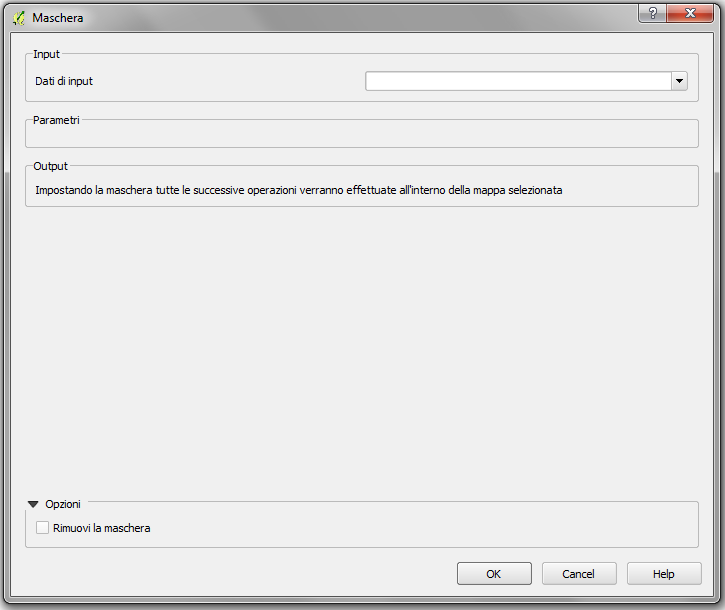 Maschera
Input
Dati di input
Parametri
Output
Impostando la maschera tutte le successive operazioni verranno effettuate all'interno della mappa selezionata
Opzioni
Rimuovi la maschera
OK
Cancel
Help